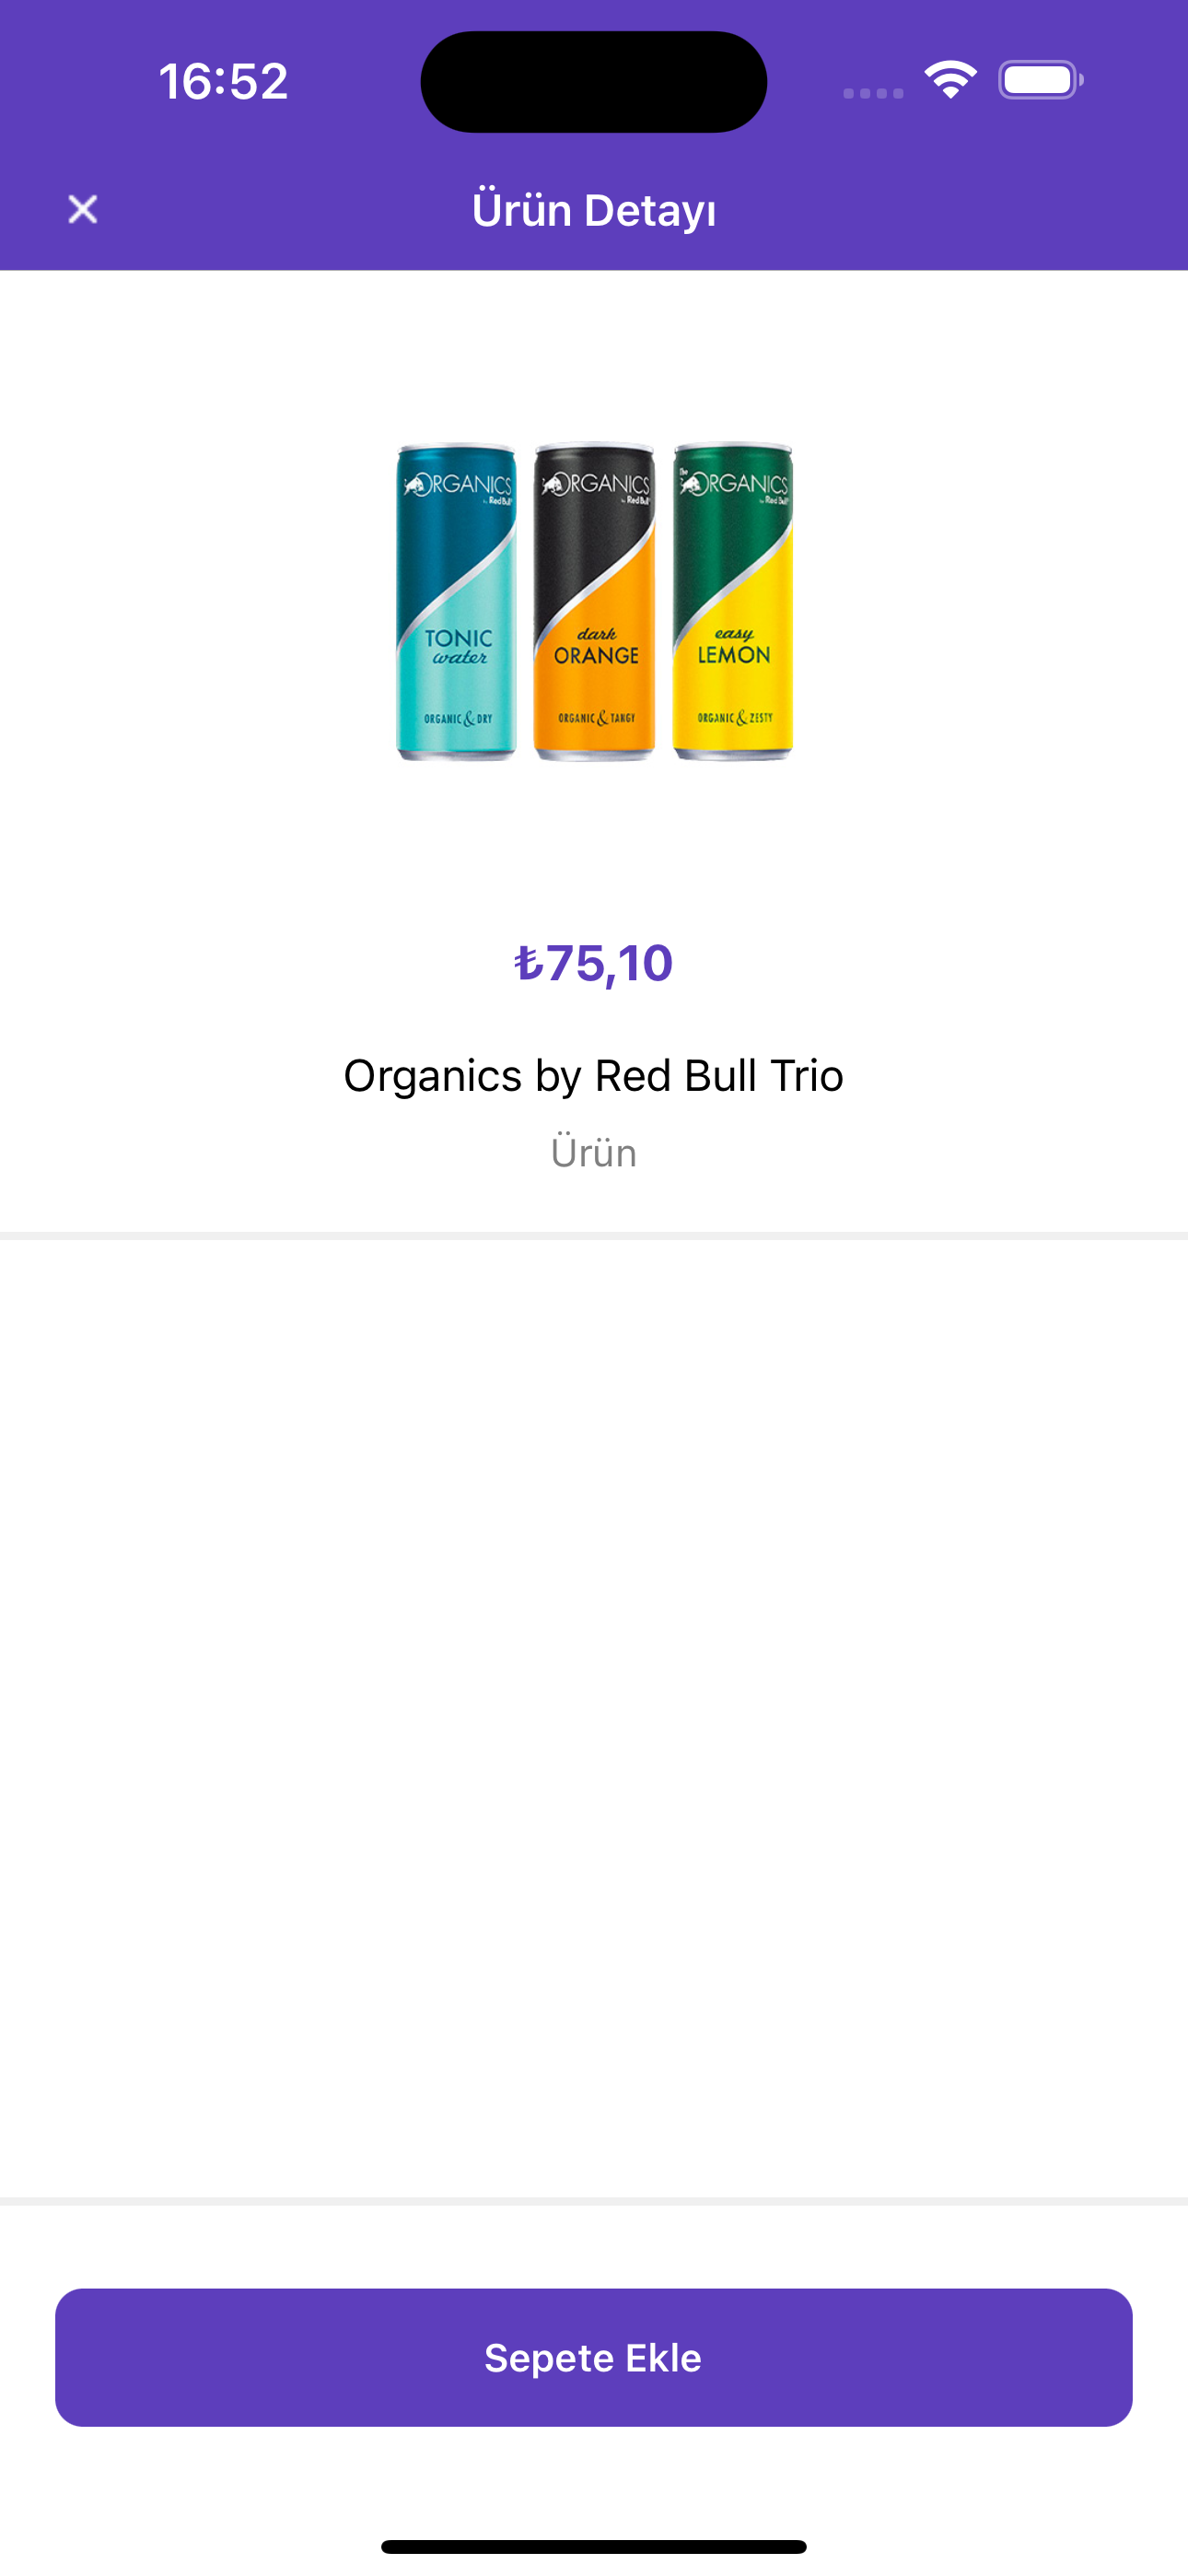 16:52
Ürün Detayı
ORGANICS
by Red Bull
TONIC
water
ORGANIC & DRY
ORGANICS
by Red Bull
dark
ORANGE
ORGANIC & TANGY
The
ORGANICS
by Red Bull
easy
LEMON
ORGANIC & ZESTY
₺75,10
Organics by Red Bull Trio
Ürün
Sepete Ekle